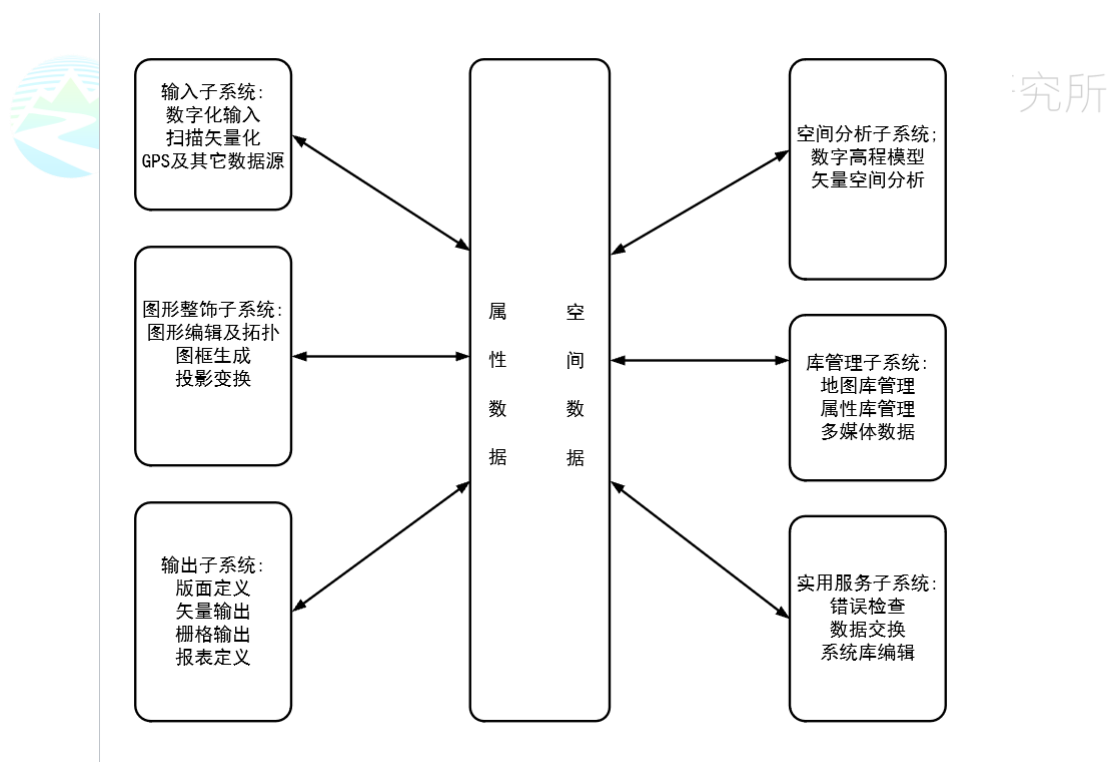 究所
输入子系统：
数字化输入
扫描矢量化
GPS及其它数据源
图形整饰子系统：
图形编辑及拓扑
图框生成
投影变换
输出子系统：
版面定义
矢量输出
栅格输出
报表定义
属性数据
空间数据
空间分析子系统；
数字高程模型
矢量空间分析
库管理子系统：
地图库管理
属性库管理
多媒体数据
实用服务子系统：
错误检查
数据交换
系统库编辑